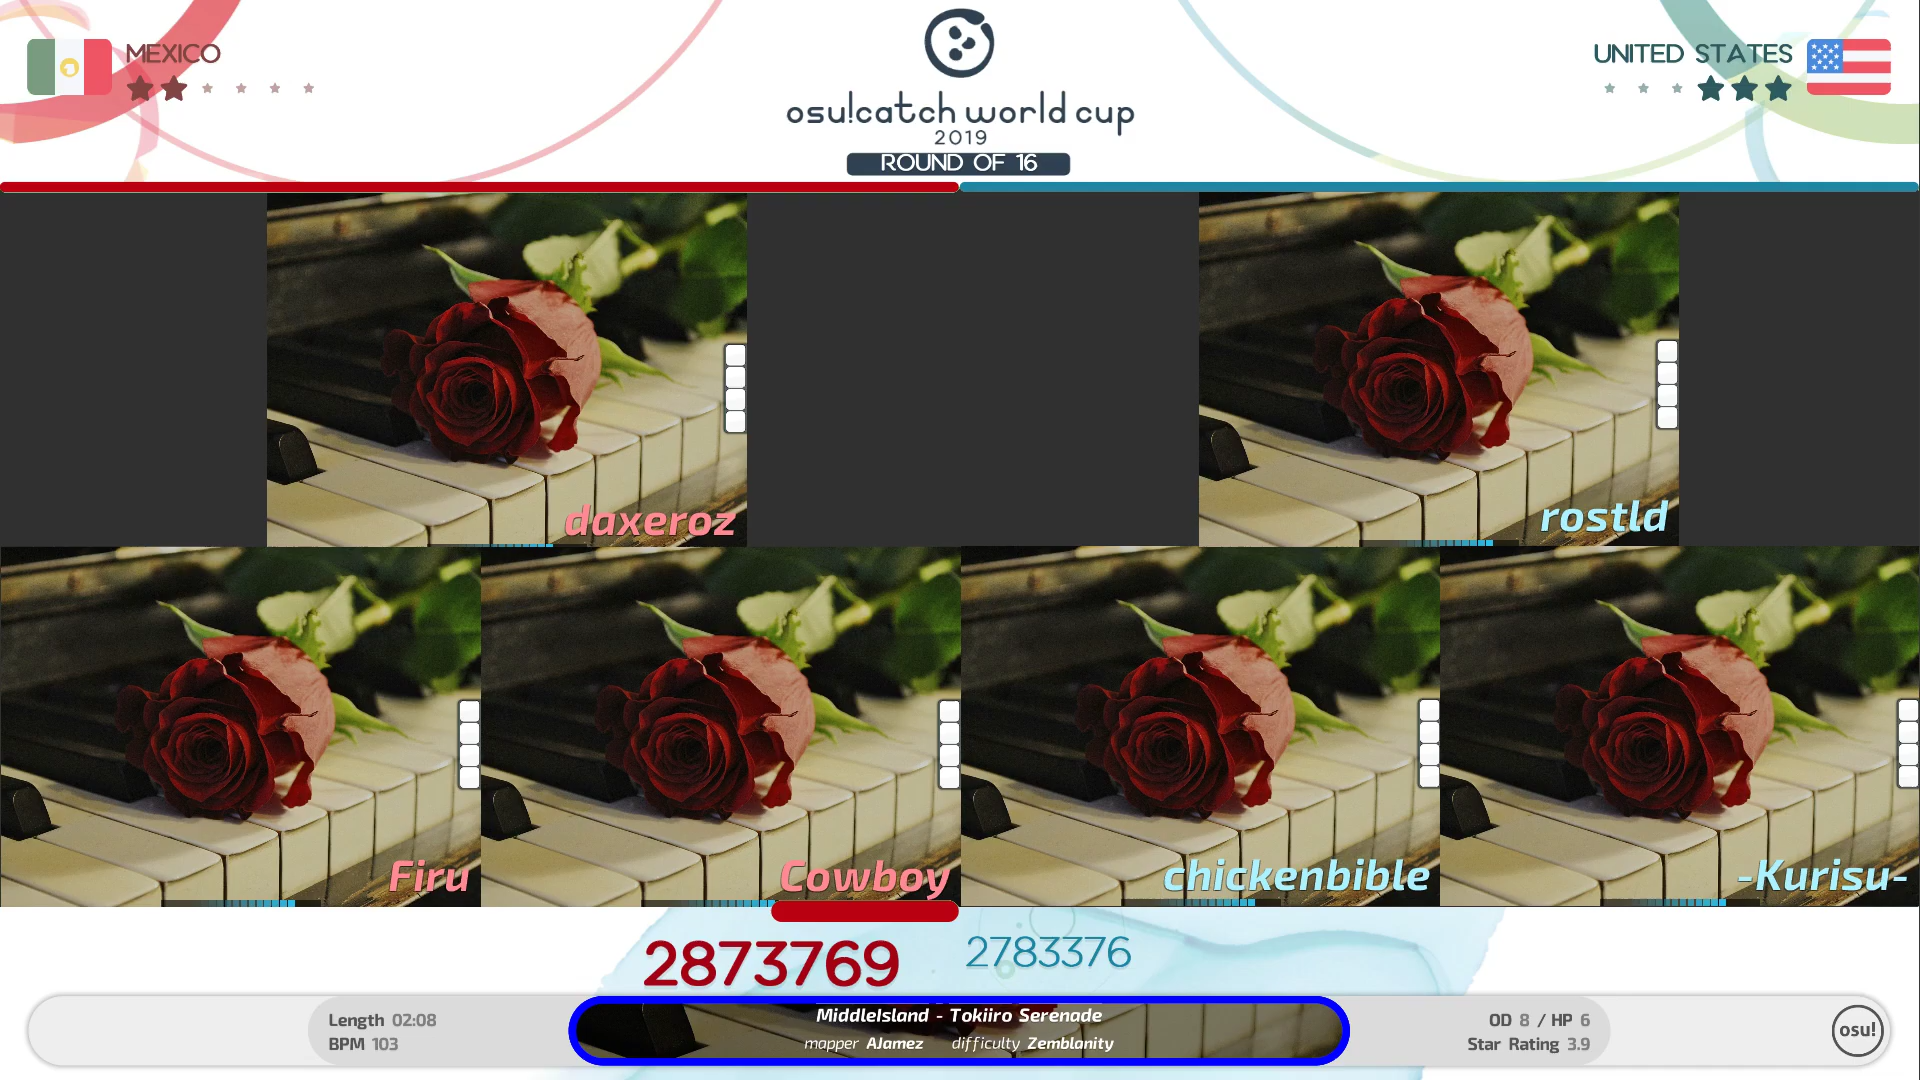 MEXICO
UNITED STATES
osu!catch world cup
2019
ROUND OF 16
daxeroz
rostld
Firu
Cowboy
chickenbible
-Kurisu-
2873769
2783376
Length 02:08
BPM 103
MiddleIsland - Tokiiro Serenade
mapper AJamez difficulty Zemblanity
OD 8 / HP 6
Star Rating 3.9
osu!